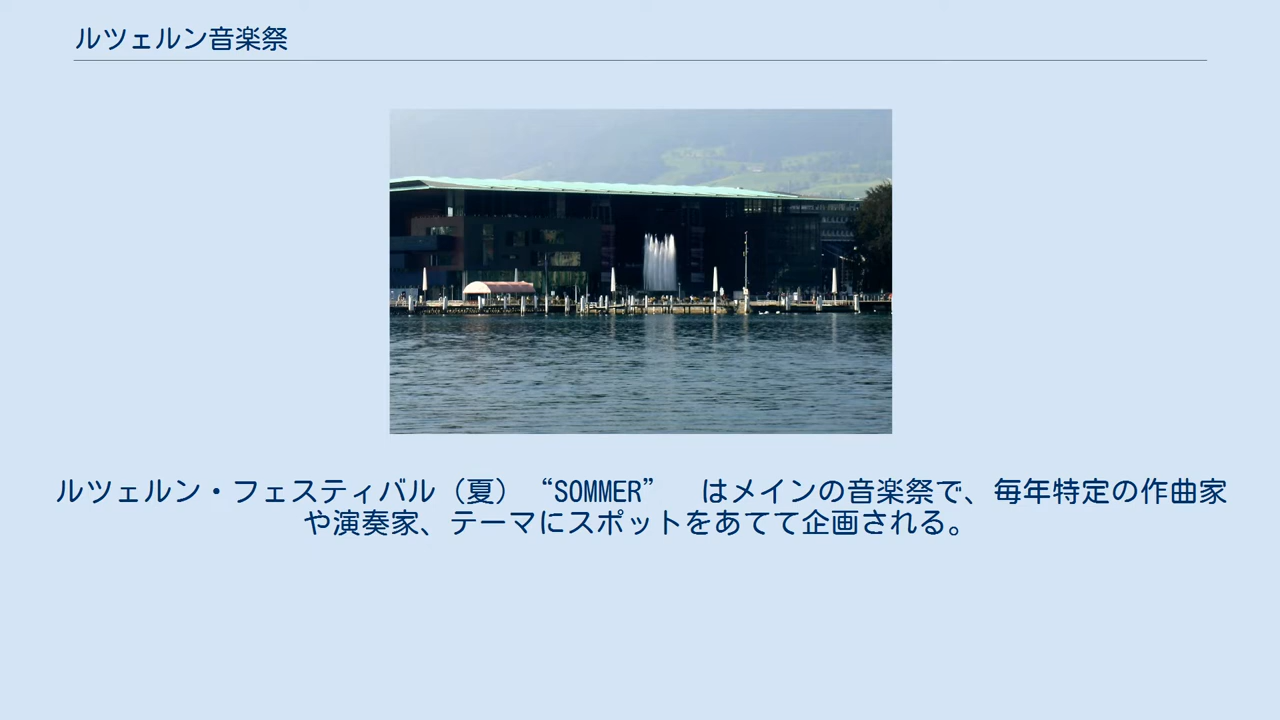 ルツェルン音楽祭
ルツェルン・フェスティバル（夏）“SOMMER”　はメインの音楽祭で、毎年特定の作曲家
や演奏家、テーマにスポットをあてて企画される。